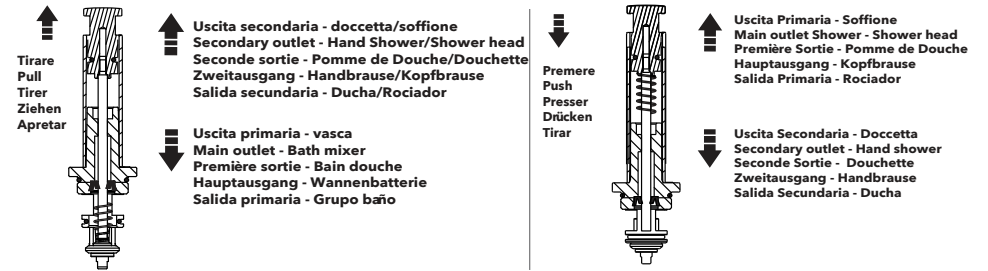 Tirare
Pull
Tirer
Ziehen
Apretar
Uscita secondaria - doccetta/soffione
Secondary outlet - Hand Shower/Shower head
Seconde sortie - Pomme de Douche/Douchette
Zweitausgang - Handbrause/Kopfbrause
Salida secundaria - Ducha/Rociador
Uscita primaria - vasca
Main outlet - Bath mixer
Première sortie - Bain douche
Hauptausgang - Wannenbatterie
Salida primaria - Grupo baño
Premere
Push
Presser
Drücken
Tirar
Uscita Primaria - Soffione
Main outlet Shower - Shower head
Première Sortie - Pomme de Douche
Hauptausgang - Kopfbrause
Salida Primaria - Rociador
Uscita Secondaria - Doccetta
Secondary outlet - Hand shower
Seconde Sortie - Douchette
Zweitausgang - Handbrause
Salida Secundaria - Ducha